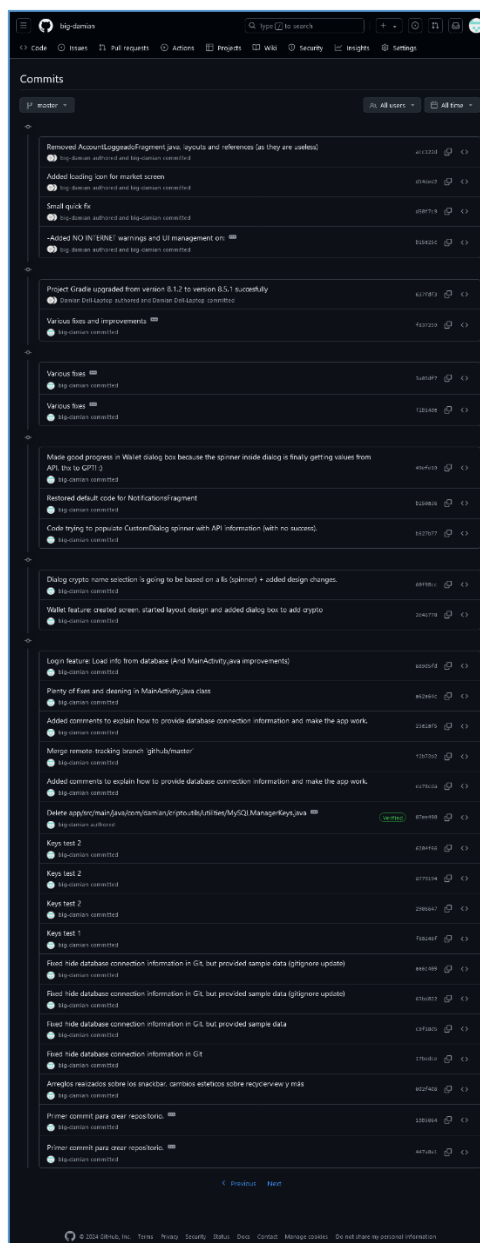 big-damian
Type / to search
Code Issues Pull requests Actions Projects Wiki Security Insights Settings
Commits
master All users All time
Removed AccountLoggeadoFragment java, layouts and references (as they are useless)
big-damian authored and big-damian committed
Added loading icon for market screen
big-damian authored and big-damian committed
Small quick fix
big-damian authored and big-damian committed
-Added NO INTERNET warnings and UI management on:
big-damian authored and big-damian committed
Project Gradle upgraded from version 8.1.2 to version 8.5.1 succesfully
Damian Dell-Laptop authored and Damian Dell-Laptop committed
Various fixes and improvements
big-damian committed
Various fixes
big-damian committed
Various fixes
big-damian committed
Made good progress in Walet dialog box because the spinner inside dialog is finally getting values from
API, thx to GPT! :)
big-damian committed
Restored default code for NotificationsFragment
big-damian committed
Code trying to populate CustomDialog spinner with API information (with no success).
big-damian committed
Dialog crypto name selection is going to be based on a lis (spinner) + added design changes.
big-damian committed
Wallet feature: created screen, started layout design and added dialog box to add crypto
big-damian committed
Login feature: Load info from database (And MainActivity.java improvements)
big-damian committed
Plenty of fixes and cleaning in MainActivity.java class
big-damian committed
Added comments to explain how to provide database connection information and make the app work.
big-damian committed
Merge remote-tracking branch 'github/master'
big-damian committed
Added comments to explain how to provide database connection information and make the app work.
big-damian committed
Delete app/src/main/java/com/damian/criptoutils/utilities/MySQLManagerKeys.java Verified
big-damian authored
Keys test 2
big-damian committed
Keys test 2
big-damian committed
Keys test 2
big-damian committed
Keys test 1
big-damian committed
Fixed hide database connection information in Git, but provided sample data (gitignore update)
big-damian committed
Fixed hide database connection information in Git, but provided sample data (gitignore update)
big-damian committed
Fixed hide database connection information in Git, but provided sample data
big-damian committed
Fixed hide database connection information in Git
big-damian committed
Arreglos realizados sobre los snackbar, cambios esteticos sobre recyclerview y más
big-damian committed
Primer commit para crear repositorio.
big-damian committed
Primer commit para crear repositorio.
big-damian committed
Previous Next
© 2024 GitHub, Inc. Terms Privacy Security Status Docs Contact Manage cookies Do not share my personal information